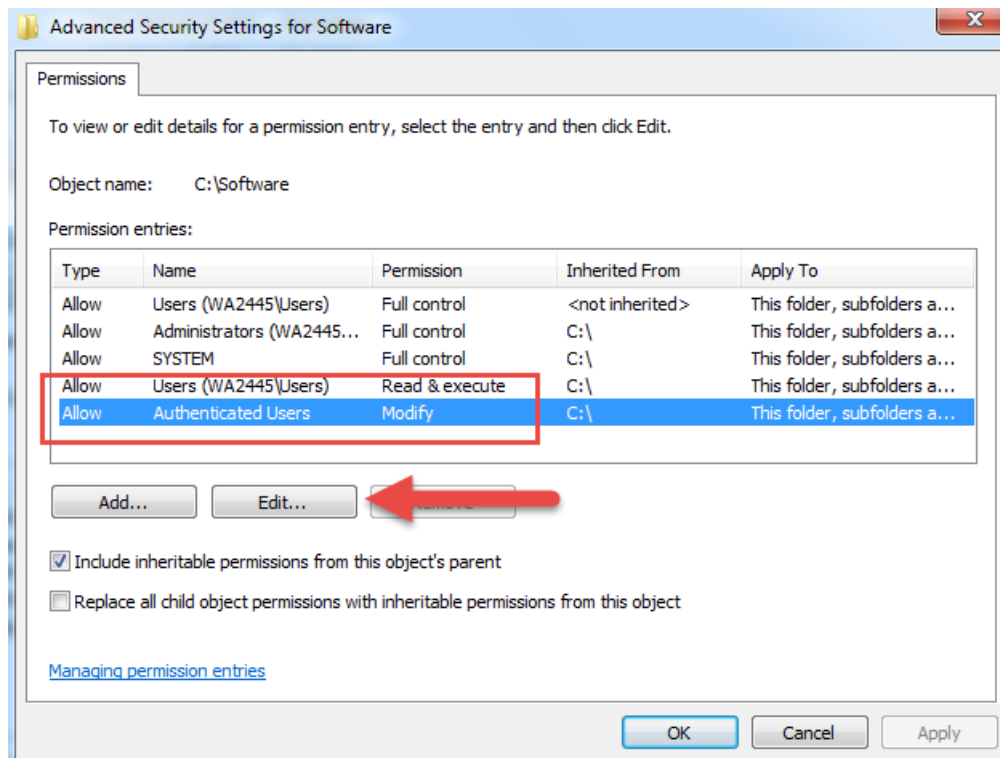 Advanced Security Settings for Software
Permissions
To view or edit details for a permission entry, select the entry and then click Edit.
Object name: C:\Software
Permission entries:
Type Name Permission Inherited From Apply To
Allow Users (WA2445\Users) Full control <not inherited> This folder, subfolders a...
Allow Administrators (WA2445... Full control C:\ This folder, subfolders a...
Allow SYSTEM Full control C:\ This folder, subfolders a...
Allow Users (WA2445\Users) Read & execute C:\ This folder, subfolders a...
Allow Authenticated Users Modify C:\ This folder, subfolders a...
Add... Edit...
Include inheritable permissions from this object's parent
Replace all child object permissions with inheritable permissions from this object
Managing permission entries
OK Cancel Apply